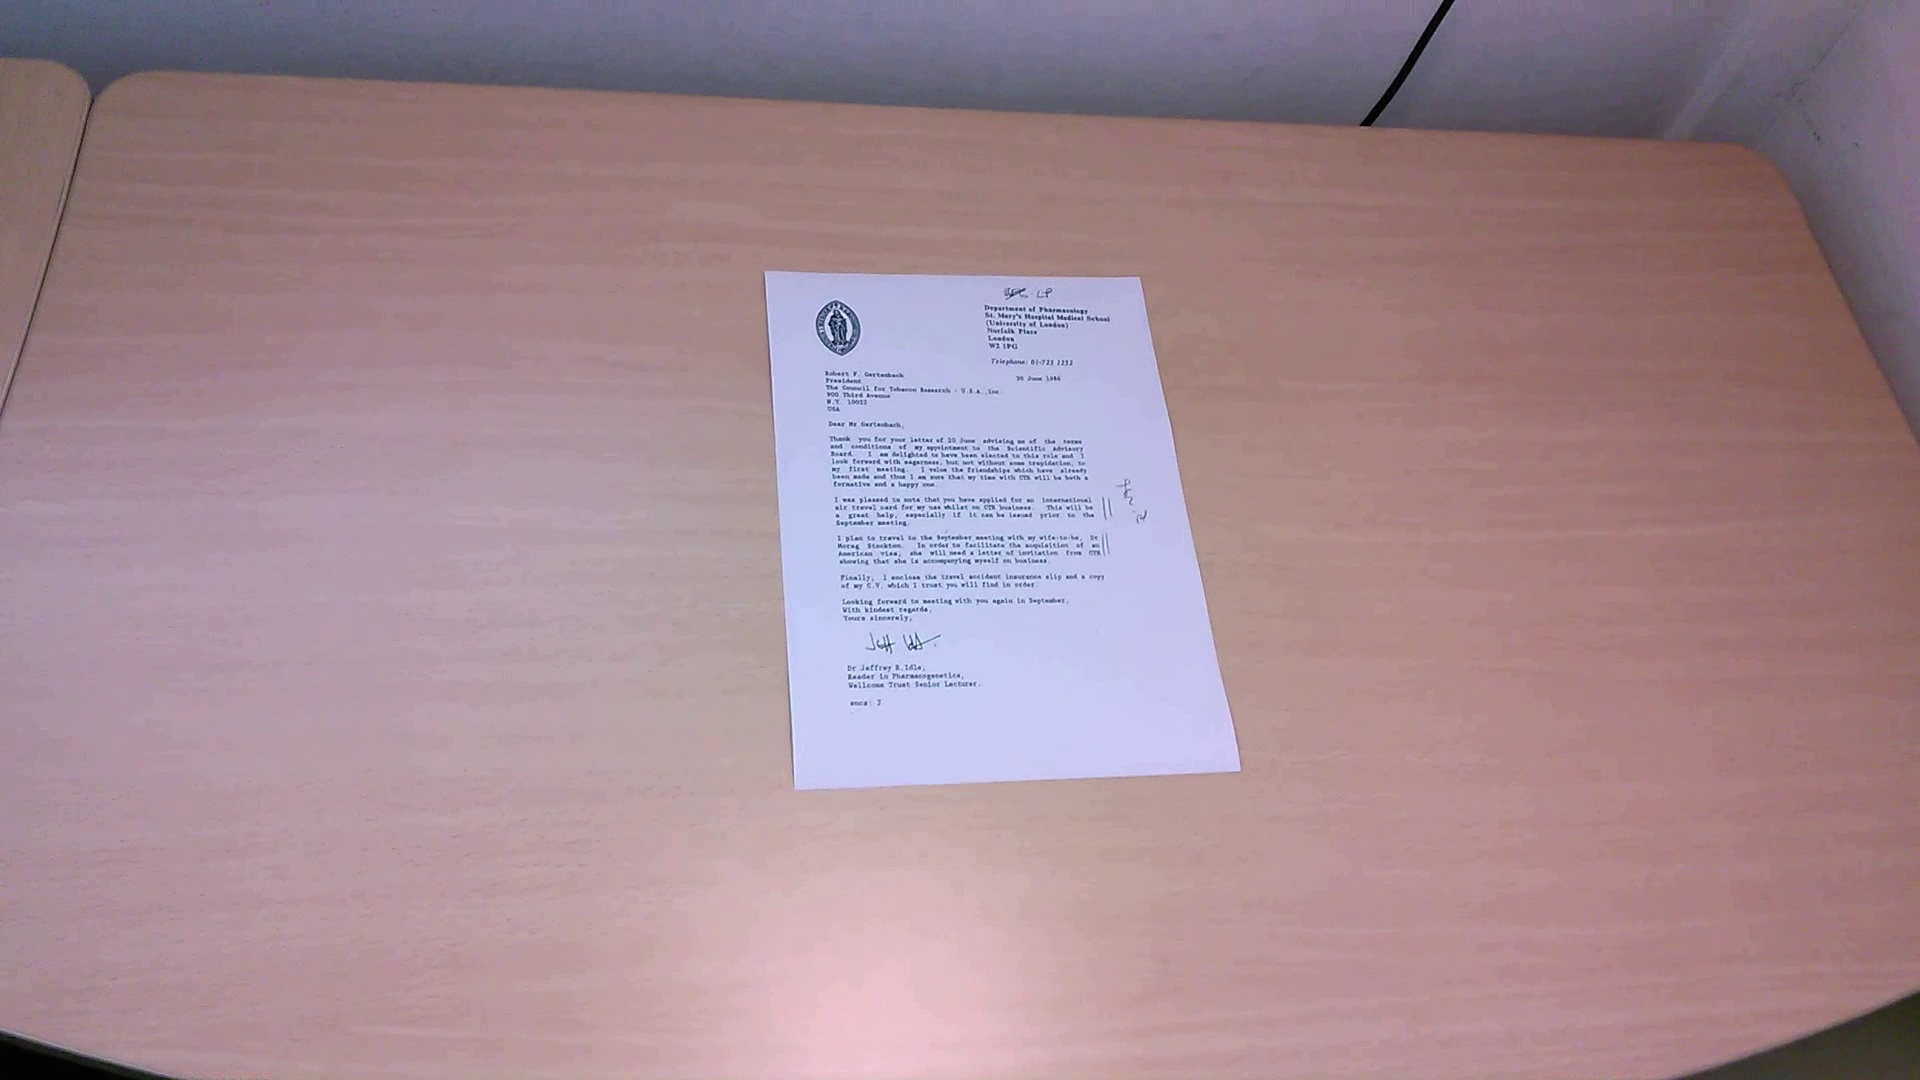 LP
Department of Pharmacology
St. Mary's Hospital Medical School
(University of London)
Norfolk Place
London
W2 1PG
Telephone: 01-723 1252
Robert F. Gertenbach
30 June 1986
President
The Council for Tobacco Research - U.S.A.,Inc.
900 Third Avenue
N.Y. 10022
USA
Dear Mr Gertenbach,
Thank you for your letter of 20 June advising me of the terms
and conditions of my appointment to the Scientific Advisory
Board. I am delighted to have been elected to this role and I
look forward with eagerness, but not without some trepidation, to
my first meeting. I value the friendships which have already
been made and thus I am sure that my time with CTR will be both a
formative and a happy one.
I was pleased to note that you have applied for an international
air travel card for my use whilst on CTR business. This will be
a great help, especially if it can be issued prior to the
September meeting.
I plan to travel to the September meeting with my wife-to-be, Dr
Morag Stockton. In order to facilitate the acquisition of an
American visa, she will need a letter of invitation from CTR
showing that she is accompanying myself on business.
Finally, I enclose the travel accident insurance slip and a copy
of my C.V. which I trust you will find in order.
Looking forward to meeting with you again in September,
With kindest regards,
Yours sincerely,
Dr Jeffrey R.Idle,
Reader in Pharmacogenetics,
Wellcome Trust Senior Lecturer.
encs: 2